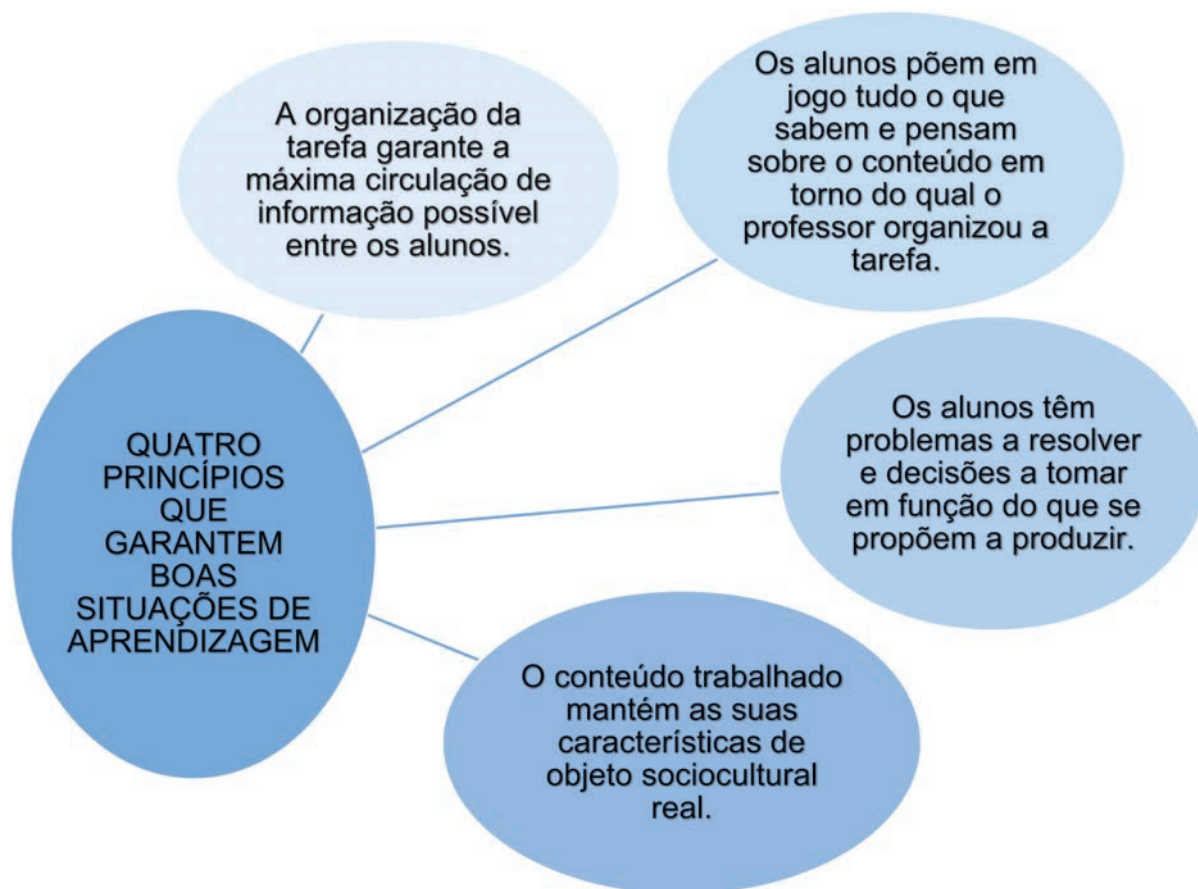 A organização da
tarefa garante a
máxima circulação de
informação possível
entre os alunos.
Os alunos põem em
jogo tudo o que
sabem e pensam
sobre o conteúdo em
torno do qual o
professor organizou a
tarefa.
Os alunos têm
problemas a resolver
e decisões a tomar
em função do que se
propõem a produzir.
O conteúdo trabalhado
mantém as suas
características de
objeto sociocultural
real.
QUATRO
PRINCÍPIOS
QUE
GARANTEM
BOAS
SITUAÇÕES DE
APRENDIZAGEM